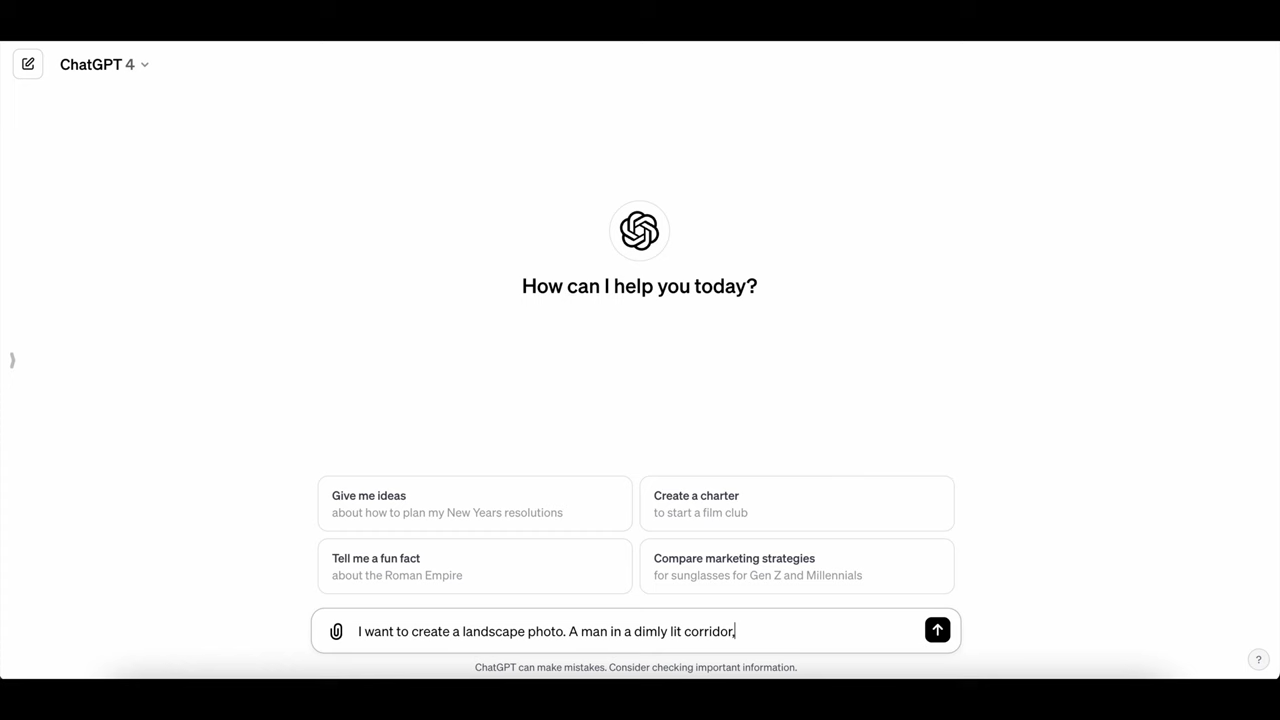 ChatGPT 4
How can I help you today?
Give me ideas
about how to plan my New Years resolutions
Create a charter
to start a film club
Tell me a fun fact
about the Roman Empire
Compare marketing strategies
for sunglasses for Gen Z and Millennials
I want to create a landscape photo. A man in a dimly lit corridor,
ChatGPT can make mistakes. Consider checking important information.
?